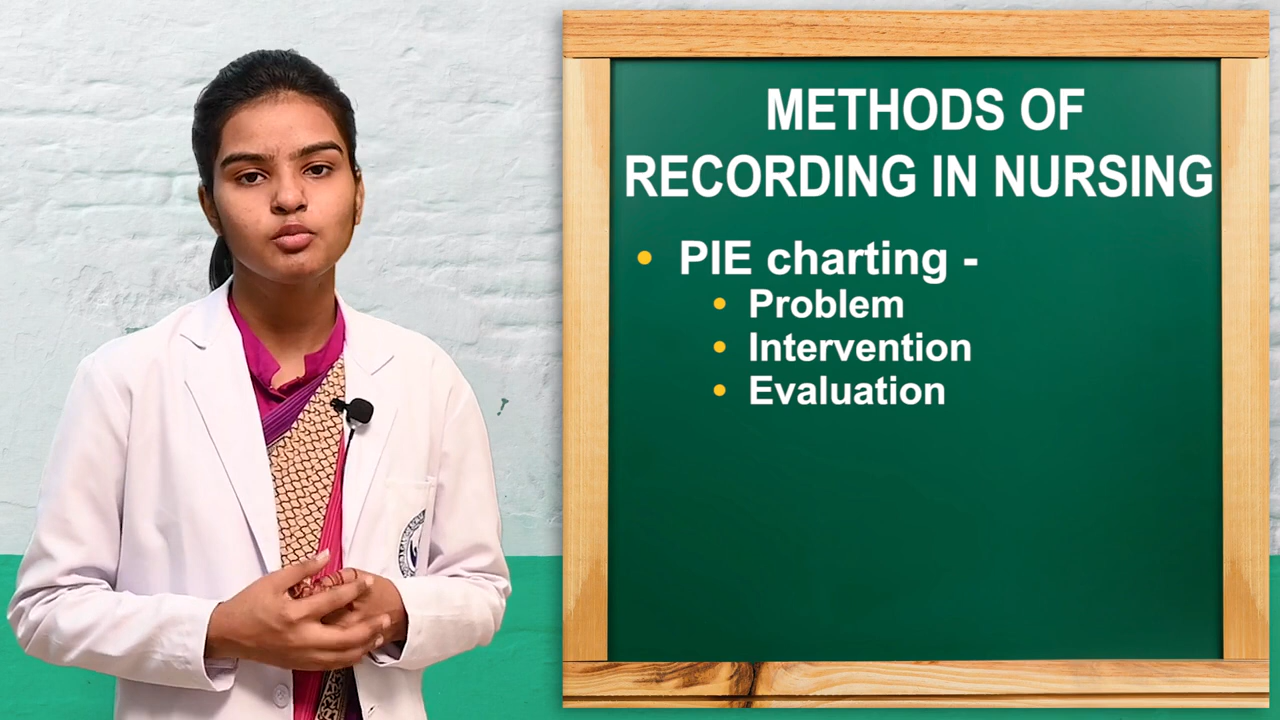 METHODS OF
RECORDING IN NURSING
• PIE charting -
• Problem
• Intervention
• Evaluation